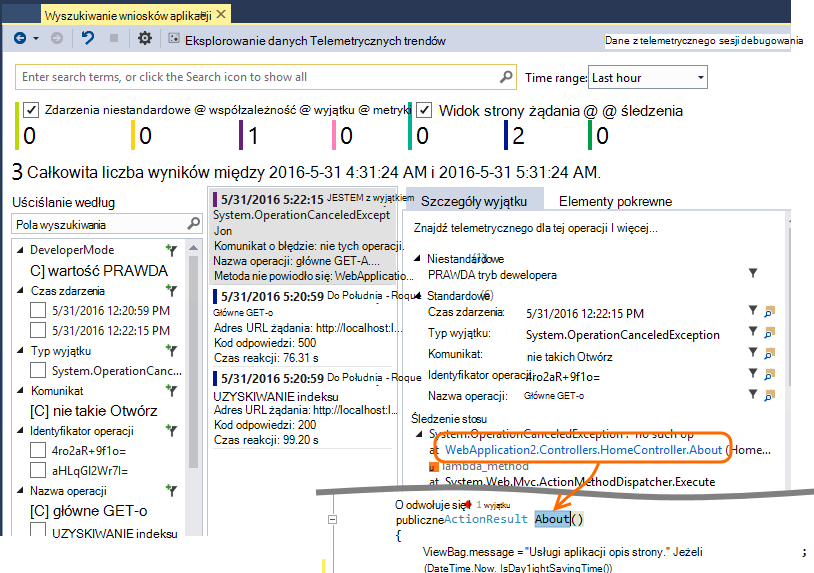 Wyszukiwanie wniosków aplikacji
Eksplorowanie danych Telemetrycznych trendów
Dane z telemetrycznego sesji debugowania
Enter search terms, or click the Search icon to show all
Time range: Last hour
Zdarzenia niestandardowe @ współzależność @ wyjątku @ metryki
Widok strony żądania @ @ śledzenia
0 0 1 0 0 2 0
3 Całkowita liczba wyników między 2016-5-31 4:31:24 AM i 2016-5-31 5:31:24 AM.
Uściślanie według
Pola wyszukiwania
DeveloperMode
[C] wartość PRAWDA
Czas zdarzenia
5/31/2016 12:20:59 PM
5/31/2016 12:22:15 PM
Typ wyjątku
System.OperationCanc...
Komunikat
[C] nie takie Otwórz
Identyfikator operacji
4ro2aR+9f1o=
aHLqGl2Wr7I=
Nazwa operacji
[C] główne GET-o
UZYSKIWANIE indeksu
5/31/2016 5:22:15 JESTEM z wyjątkiem
System.OperationCanceledExcept
Jon
Komunikat o błędzie: nie tych operacji.
Nazwa operacji: główne GET-A....
Metoda nie powiodło się: WebApplicatio...
5/31/2016 5:20:59 Do Południa - Roque
Główne GET-o
Adres URL żądania: http://localhost:l...
Kod odpowiedzi: 500
Czas reakcji: 76.31 s
5/31/2016 5:20:59 Do Południa - Roque
UZYSKIWANIE indeksu
Adres URL żądania: http://localhost:l...
Kod odpowiedzi: 200
Czas reakcji: 99.20 s
Szczegóły wyjątku
Elementy pokrewne
Znajdź telemetrycznego dla tej operacji I więcej...
Niestandardowe
PRAWDA tryb dewelopera
Standardowe
Czas zdarzenia: 5/31/2016 12:22:15 PM
Typ wyjątku: System.OperationCanceledException
Komunikat: nie takich Otwórz
Identyfikator operacji: 4ro2aR+9f1o=
Nazwa operacji: Główne GET-o
Śledzenie stosu
System.OperationCanceledException : no such op
at WebApplication2.Controllers.HomeController.About (Home...
lambda_method
at System.Web.Mvc.ActionMethodDispatcher.Execute
O odwołuje się 1 wyjątku
publiczne ActionResult About()
{
ViewBag.message = "Usługi aplikacji opis strony." Jeżeli ;
(DateTime.Now. IsDay1ightSavingTime())